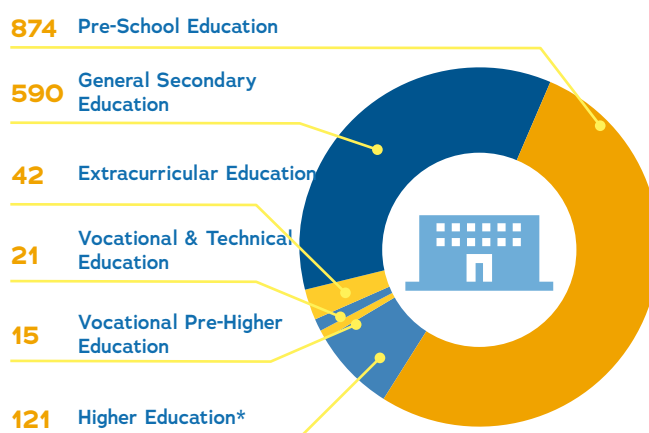 874 Pre-School Education
590 General Secondary
Education
42 Extracurricular Education
21 Vocational & Technical
Education
15 Vocational Pre-Higher
Education
121 Higher Education*